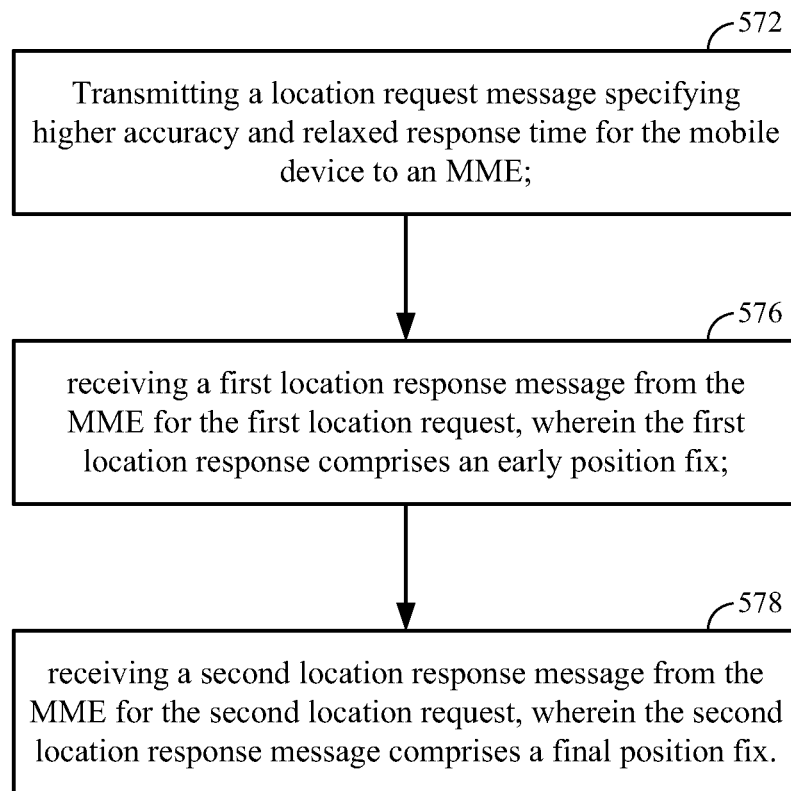 572
Transmitting a location request message specifying
higher accuracy and relaxed response time for the mobile
device to an MME;
576
receiving a first location response message from the
MME for the first location request, wherein the first
location response comprises an early position fix;
578
receiving a second location response message from the
MME for the second location request, wherein the second
location response message comprises a final position fix.